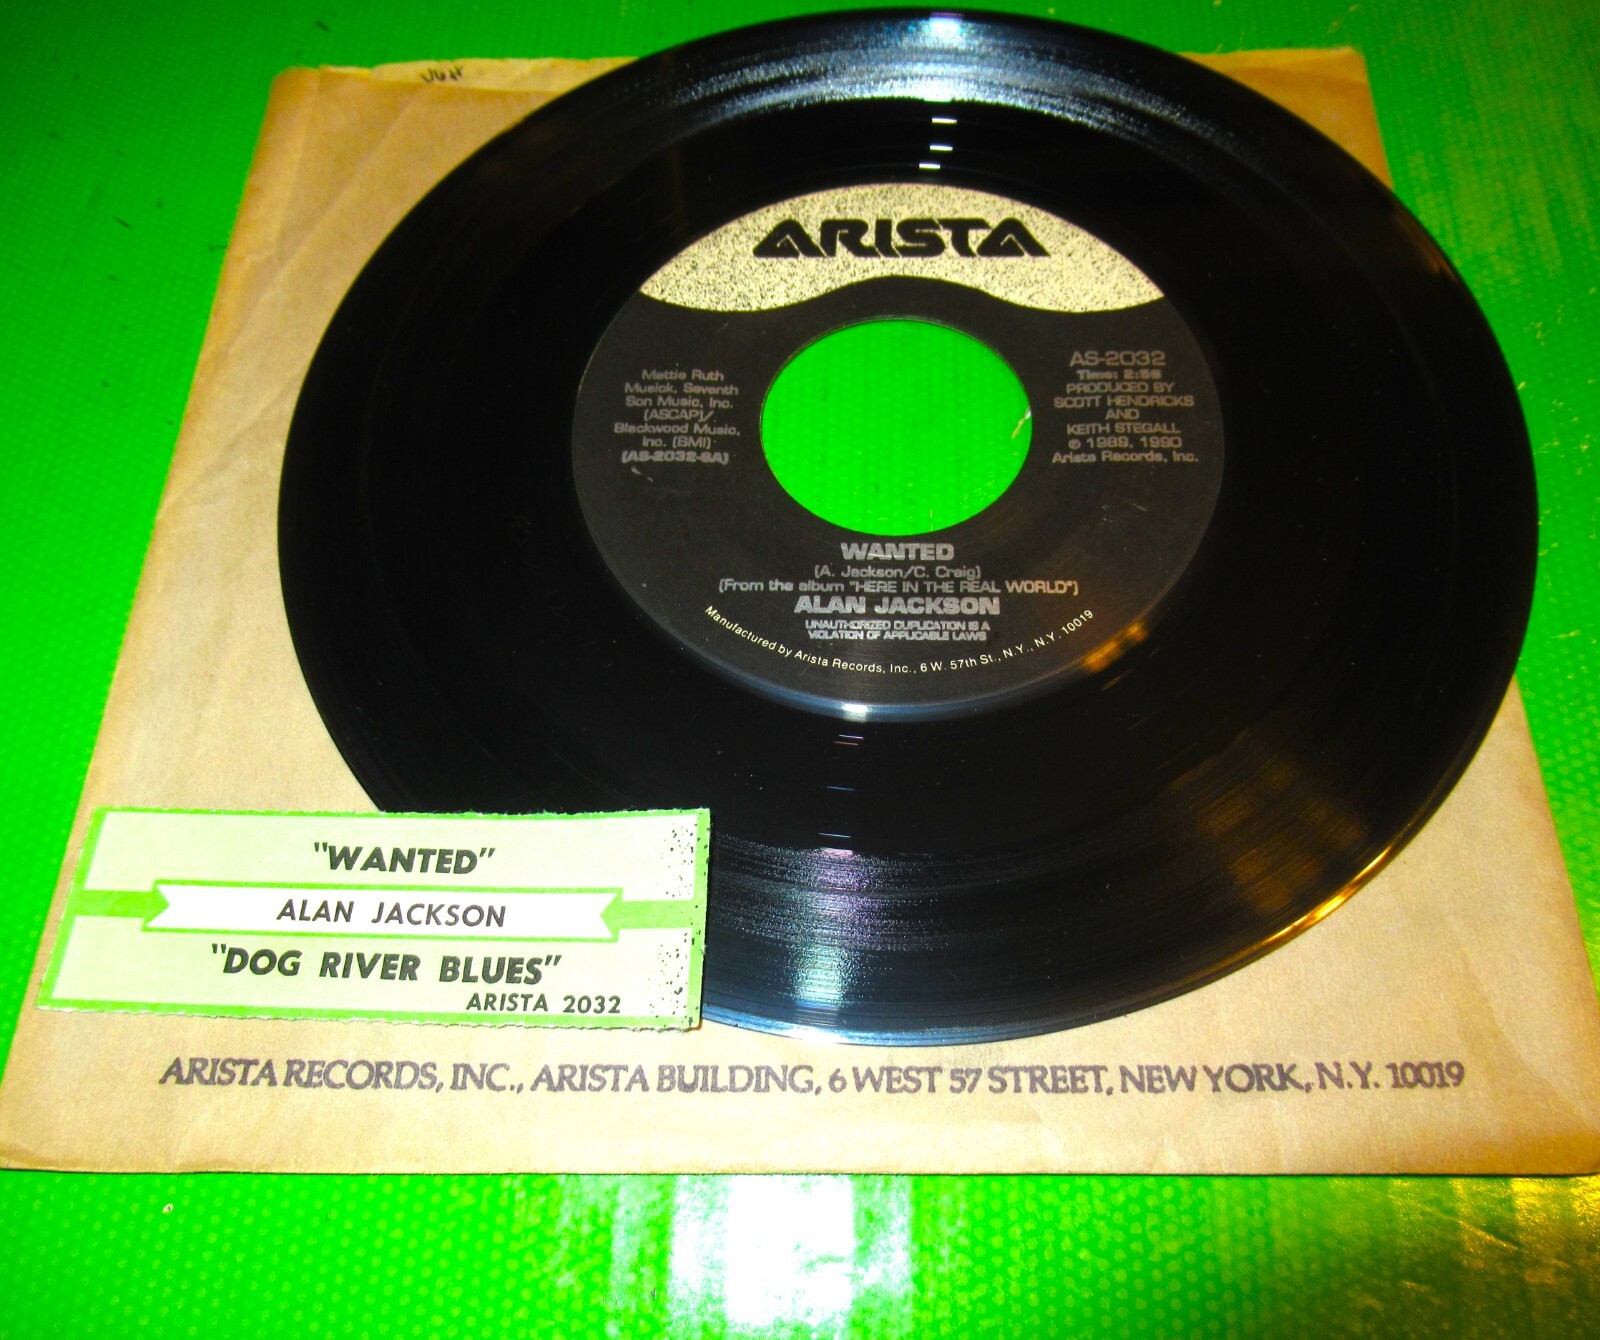 ARISTA
Mattie Ruth
Musick, Seventh
Son Music, Inc.
(ASCAP)/
Blackwood Music,
Inc. (BMI)
(AS-2032-SA)
AS-2032
Time: 2:56
PRODUCED BY
SCOTT HENDRICKS
AND
KEITH STEGALL
℗ 1989, 1990
Arista Records, Inc.
WANTED
(A. Jackson/C. Craig)
(From the album "HERE IN THE REAL WORLD")
ALAN JACKSON
UNAUTHORIZED DUPLICATION IS A
VIOLATION OF APPLICABLE LAWS
Manufactured by Arista Records, Inc., 6 W. 57th St., N.Y., N.Y. 10019
"WANTED"
ALAN JACKSON
"DOG RIVER BLUES"
ARISTA 2032
ARISTA RECORDS, INC., ARISTA BUILDING, 6 WEST 57 STREET, NEW YORK, N.Y. 10019